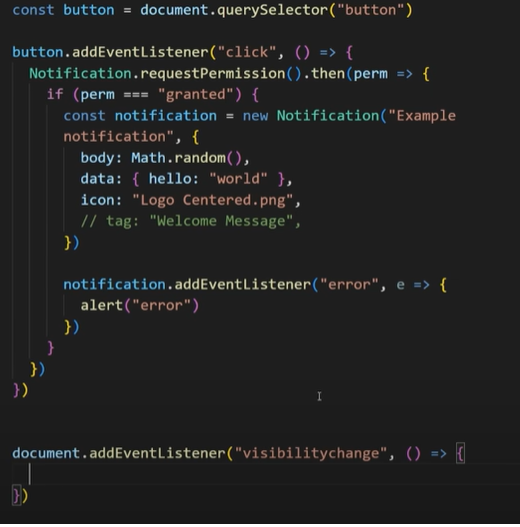 const button = document.querySelector("button")

button.addEventListener("click", () => {
  Notification.requestPermission().then(perm => {
    if (perm === "granted") {
      const notification = new Notification("Example
      notification", {
        body: Math.random(),
        data: { hello: "world" },
        icon: "Logo Centered.png",
        // tag: "Welcome Message",
      })

      notification.addEventListener("error", e => {
        alert("error")
      })
    }
  })
})


document.addEventListener("visibilitychange", () => {

})